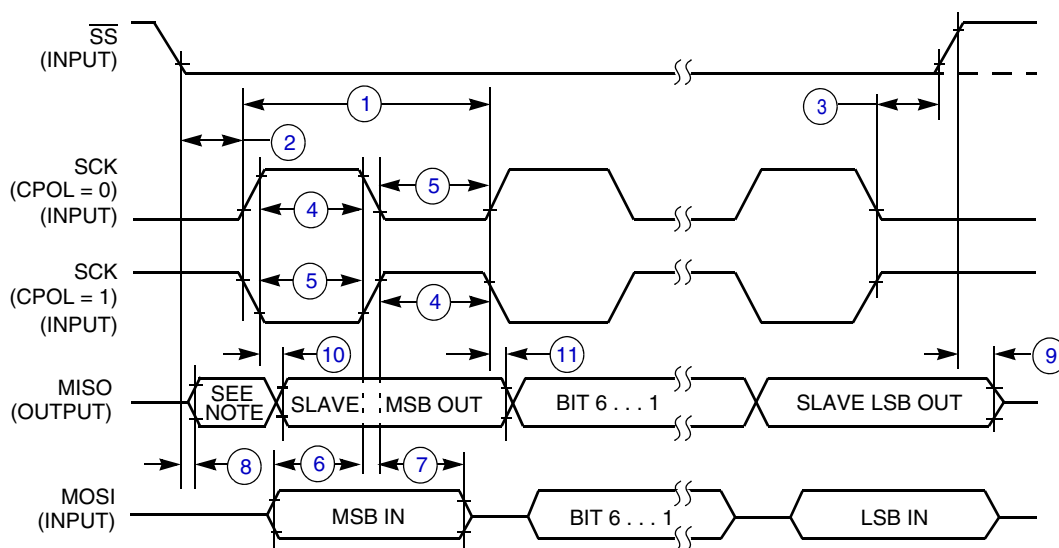 SS
(INPUT)
1
3
2
SCK
(CPOL = 0)
(INPUT)
5
4
SCK
(CPOL = 1)
(INPUT)
5
4
10
11
9
MISO
(OUTPUT)
SEE
NOTE
SLAVE
MSB OUT
BIT 6 . . . 1
SLAVE LSB OUT
8
6
7
MOSI
(INPUT)
MSB IN
BIT 6 . . . 1
LSB IN